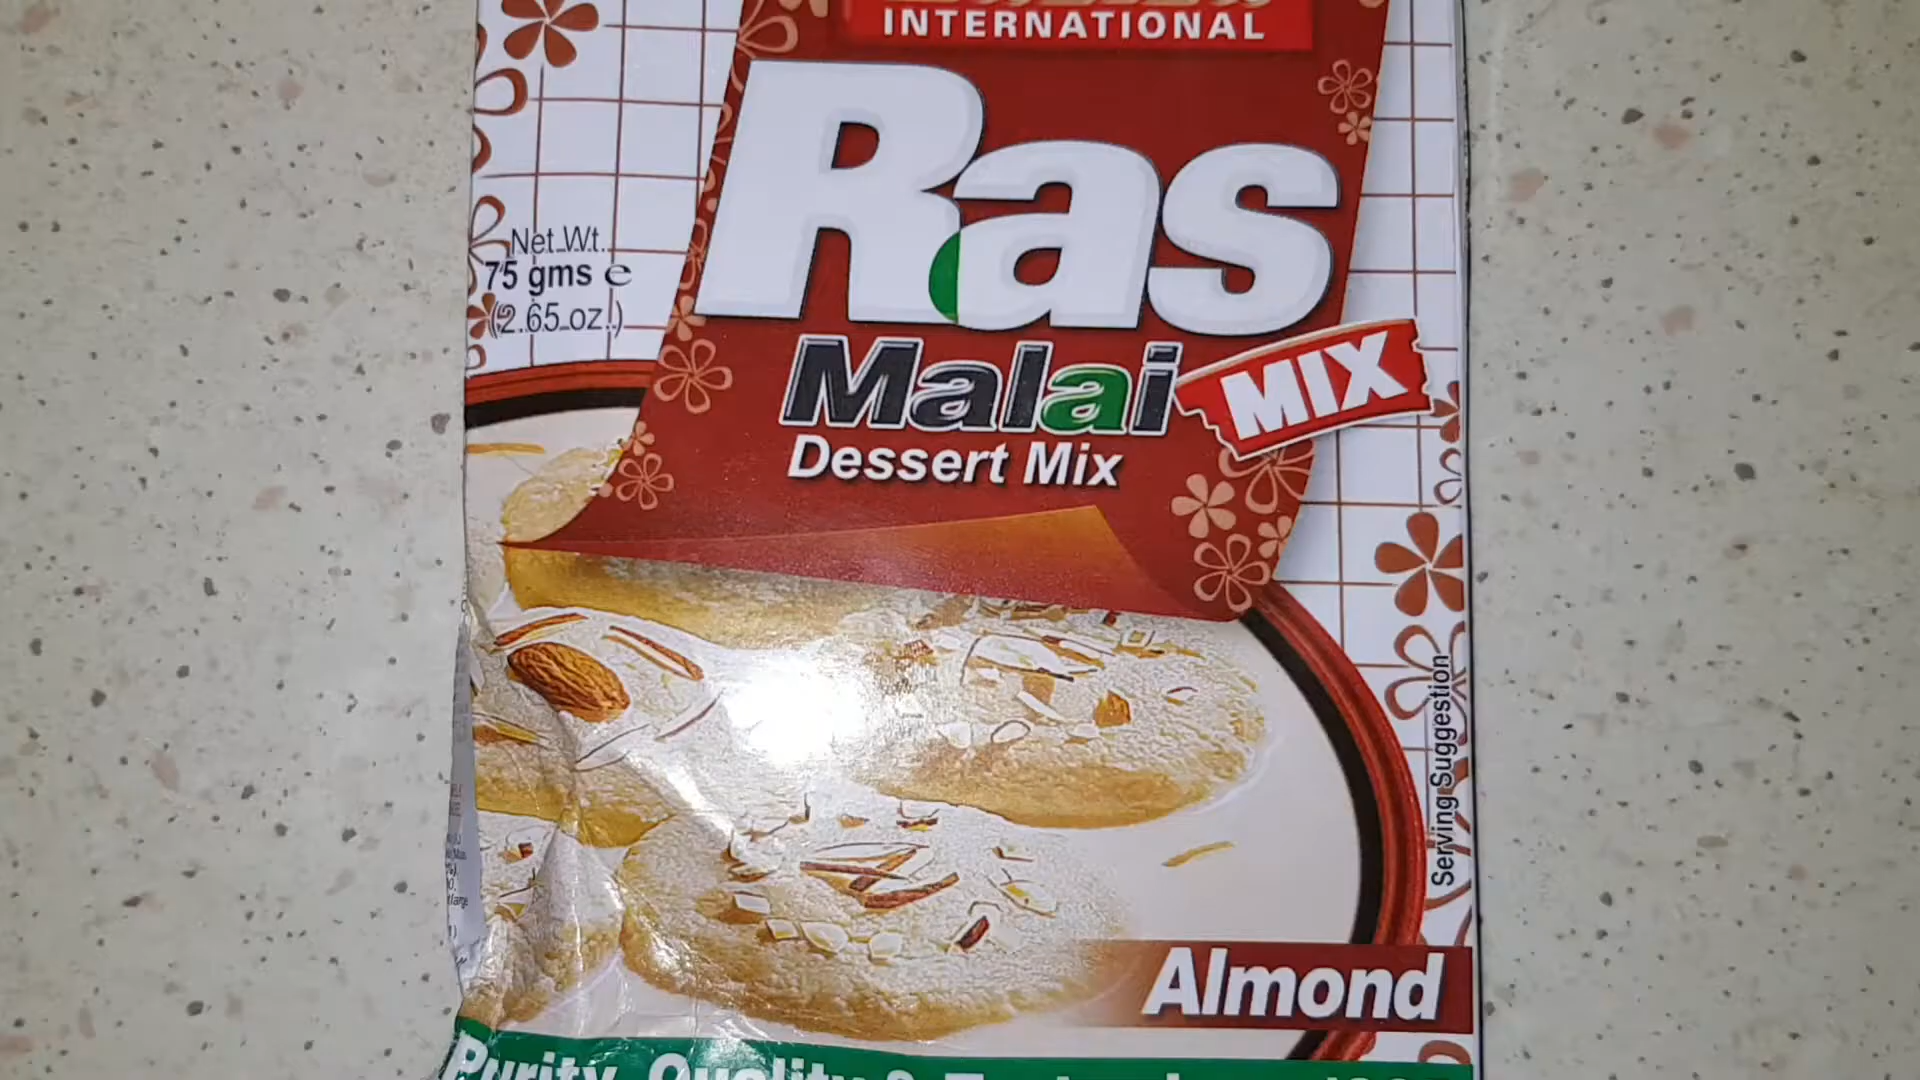 INTERNATIONAL
Ras
Malai
MIX
Dessert Mix
Net Wt.
75 gms e
(2.65 oz.)
Serving Suggestion
Almond
Purity, Quality &